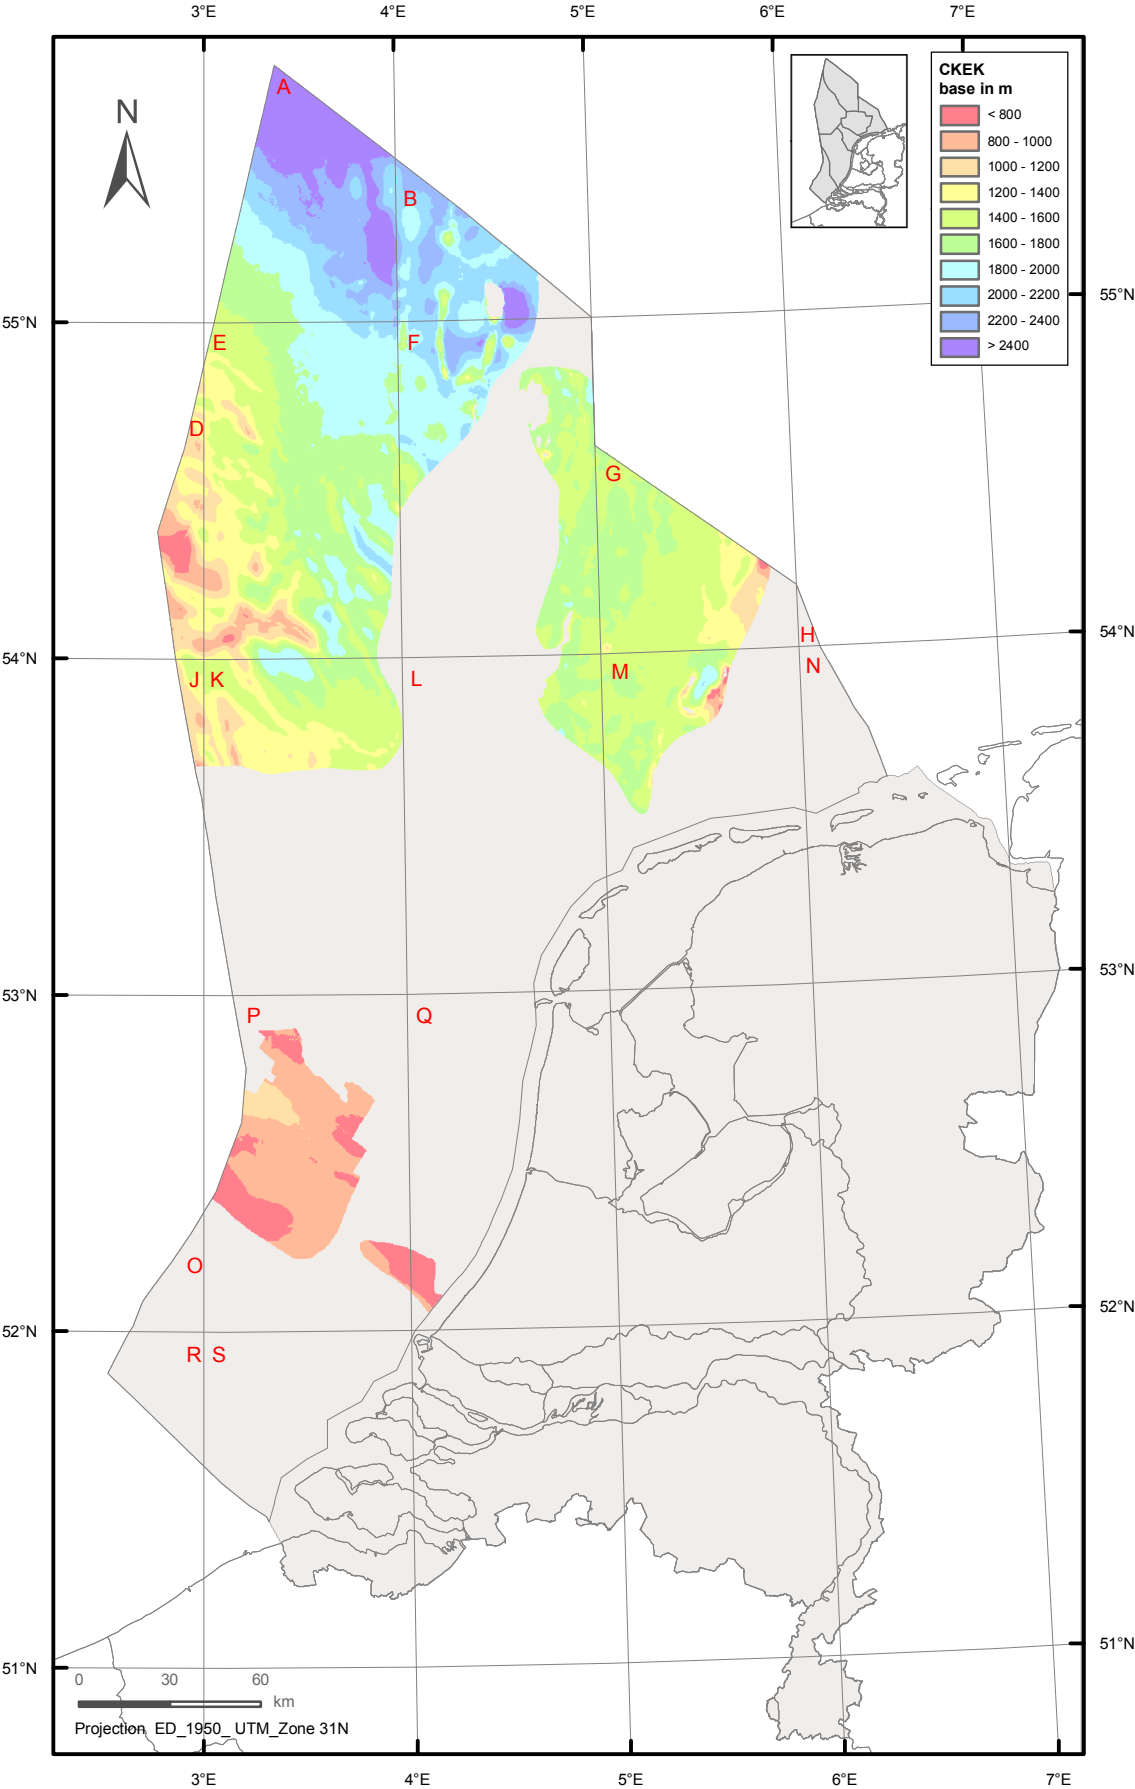 3°E 4°E 5°E 6°E 7°E
N
CKEK
base in m
< 800
800 - 1000
1000 - 1200
1200 - 1400
1400 - 1600
1600 - 1800
1800 - 2000
2000 - 2200
2200 - 2400
> 2400
A
B
55°N 55°N
E F
D
G
54°N 54°N
H
J K L M N
53°N 53°N
P Q
O
52°N 52°N
R S
51°N 51°N
0 30 60
km
Projection ED_1950_ UTM_Zone 31N
3°E 4°E 5°E 6°E 7°E